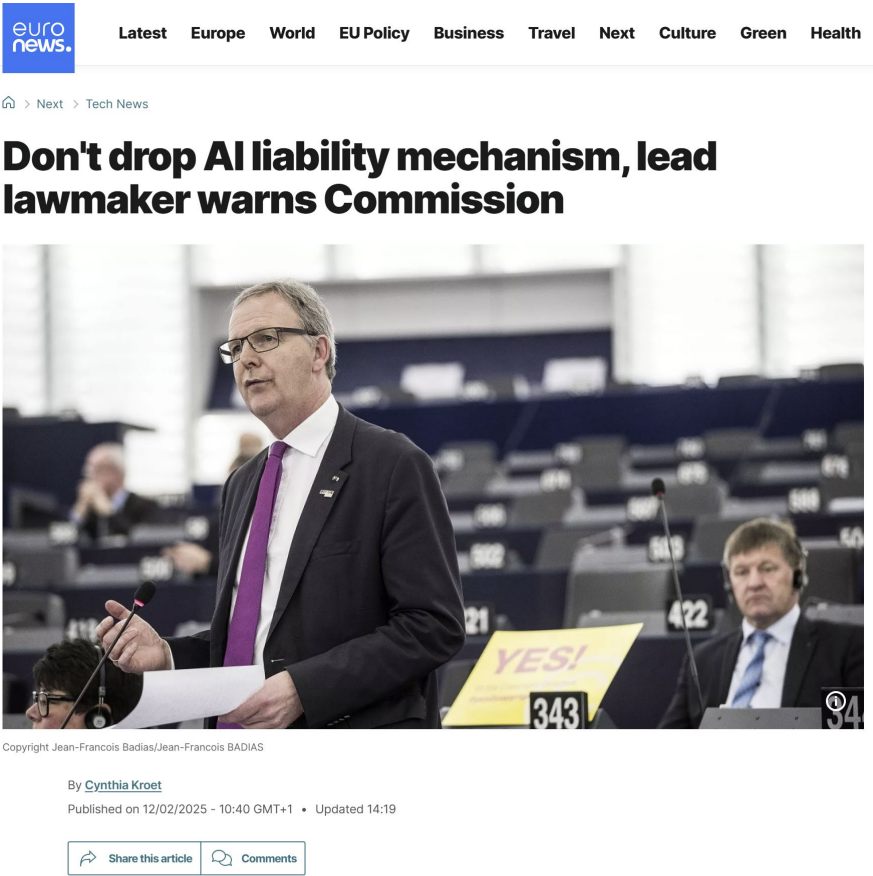 euro
news.
Latest Europe World EU Policy Business Travel Next Culture Green Health
Next > Tech News
Don't drop AI liability mechanism, lead
lawmaker warns Commission
YES!
422
343
Copyright Jean-Francois Badias/Jean-Francois BADIAS
By Cynthia Kroet
Published on 12/02/2025 - 10:40 GMT+1 • Updated 14:19
Share this article Comments